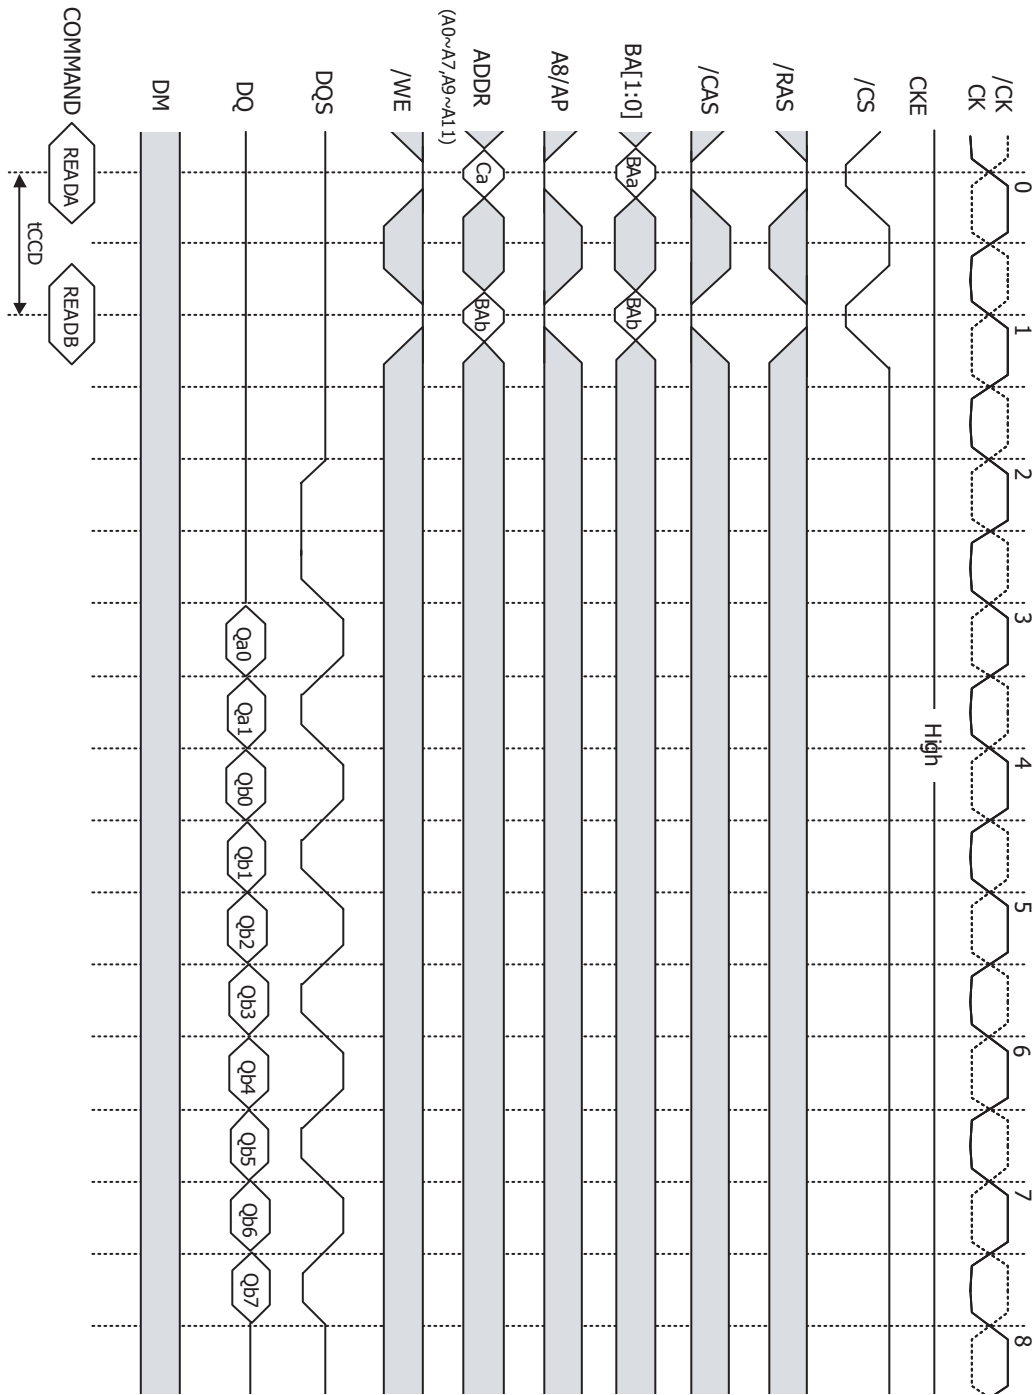 0 1 2 3 4 5 6 7 8
/CK
CK
CKE
High
/CS
/RAS
/CAS
BA[1:0] BAa BAb
A8/AP
ADDR Ca BAb
(A0~A7,A9~A11)
/WE
DQS
DQ Qa0 Qa1 Qb0 Qb1 Qb2 Qb3 Qb4 Qb5 Qb6 Qb7
DM
COMMAND READA READB
tCCD